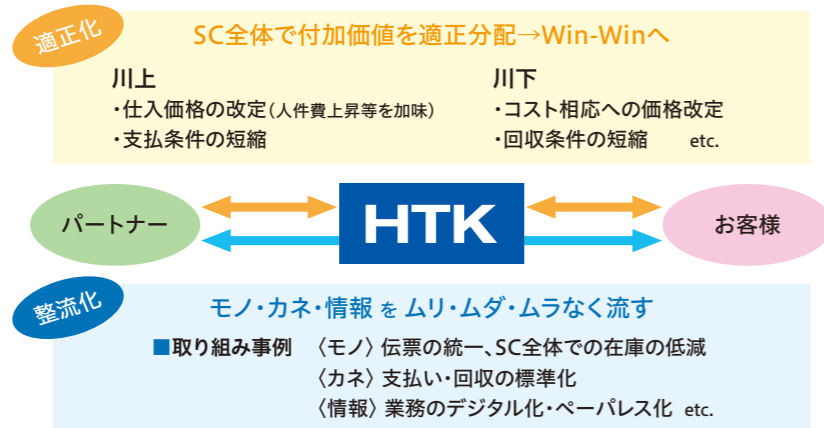 適正化
SC全体で付加価値を適正分配→Win-Winへ
川上
・仕入価格の改定(人件費上昇等を加味)
・支払条件の短縮
川下
・コスト相応への価格改定
・回収条件の短縮 etc.
パートナー
HTK
お客様
整流化
モノ・カネ・情報 を ムリ・ムダ・ムラなく流す
■取り組み事例 〈モノ〉 伝票の統一、SC全体での在庫の低減
〈カネ〉 支払い・回収の標準化
〈情報〉 業務のデジタル化・ペーパレス化 etc.